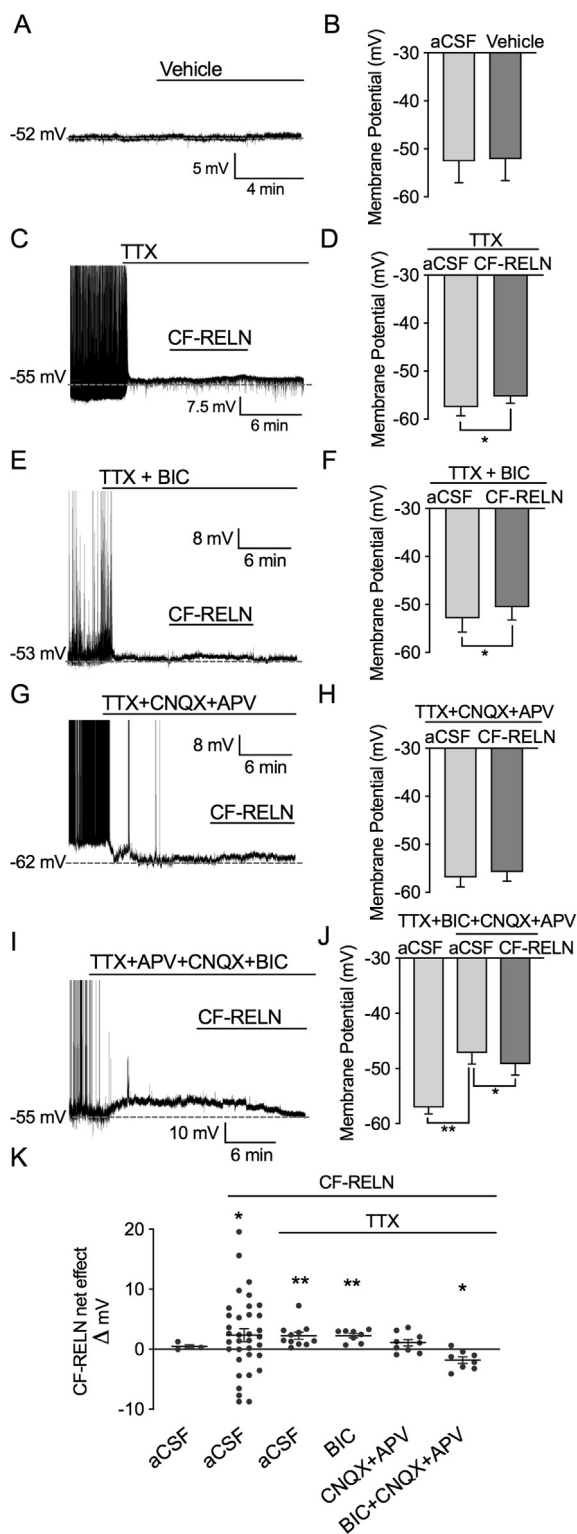 A
Vehicle
-52 mV
5 mV
4 min
B
Membrane Potential (mV)
-30
-40
-50
-60
aCSF Vehicle
C
TTX
CF-RELN
-55 mV
7.5 mV
6 min
D
Membrane Potential (mV)
TTX
aCSF CF-RELN
-30
-40
-50
-60
*
E
TTX + BIC
8 mV
6 min
CF-RELN
-53 mV
F
Membrane Potential (mV)
TTX + BIC
aCSF CF-RELN
-30
-40
-50
-60
*
G
TTX+CNQX+APV
8 mV
6 min
CF-RELN
-62 mV
H
Membrane Potential (mV)
TTX+CNQX+APV
aCSF CF-RELN
-30
-40
-50
-60
I
TTX+APV+CNQX+BIC
CF-RELN
-55 mV
10 mV
6 min
J
Membrane Potential (mV)
TTX+BIC+CNQX+APV
aCSF aCSF CF-RELN
-30
-40
-50
-60
**
*
K
CF-RELN
TTX
CF-RELN net effect
Δ mV
20
10
0
-10
*
**
**
*
aCSF
aCSF
aCSF
BIC
CNQX+APV
BIC+CNQX+APV